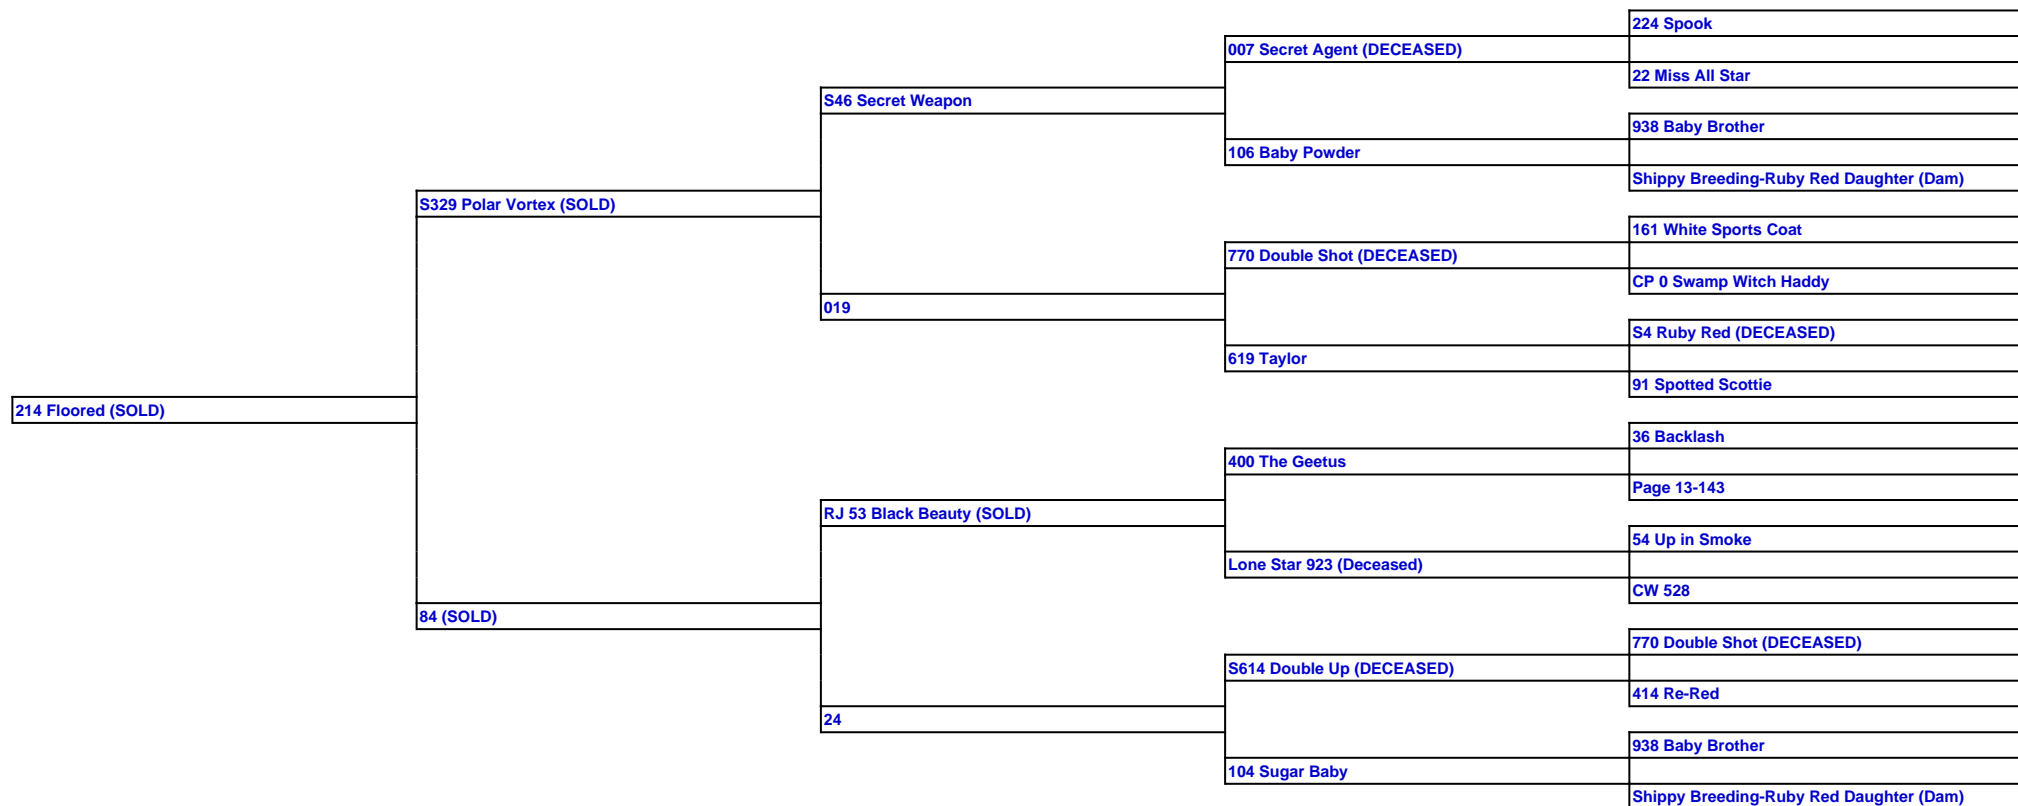 224 Spook
007 Secret Agent (DECEASED)
22 Miss All Star
S46 Secret Weapon
938 Baby Brother
106 Baby Powder
Shippy Breeding-Ruby Red Daughter (Dam)
S329 Polar Vortex (SOLD)
161 White Sports Coat
770 Double Shot (DECEASED)
CP 0 Swamp Witch Haddy
019
S4 Ruby Red (DECEASED)
619 Taylor
91 Spotted Scottie
214 Floored (SOLD)
36 Backlash
400 The Geetus
Page 13-143
RJ 53 Black Beauty (SOLD)
54 Up in Smoke
Lone Star 923 (Deceased)
CW 528
84 (SOLD)
770 Double Shot (DECEASED)
S614 Double Up (DECEASED)
414 Re-Red
24
938 Baby Brother
104 Sugar Baby
Shippy Breeding-Ruby Red Daughter (Dam)